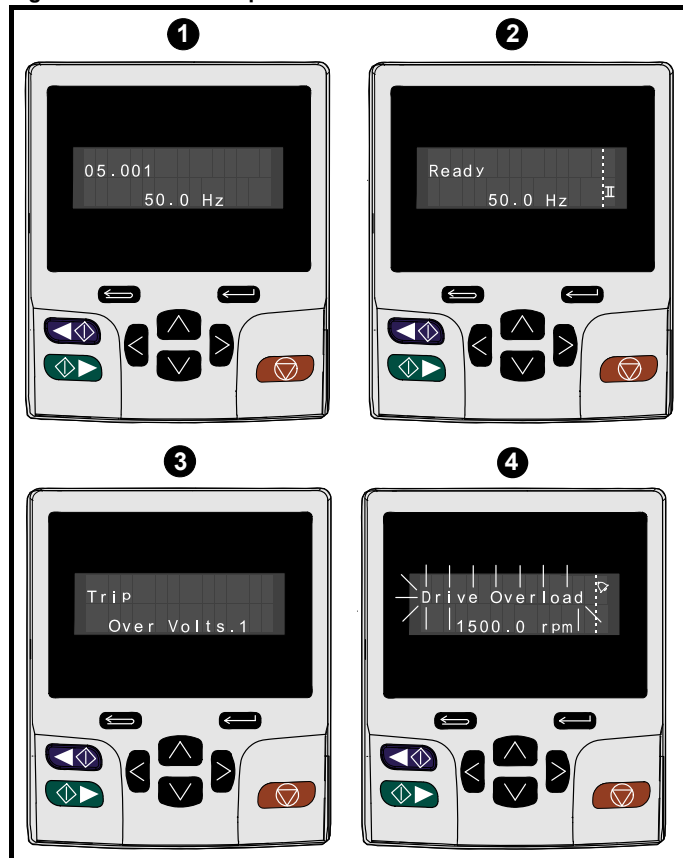 1
2
05.001
50.0 Hz
Ready
50.0 Hz
II
3
4
Trip
Over Volts.1
Drive Overload
1500.0 rpm